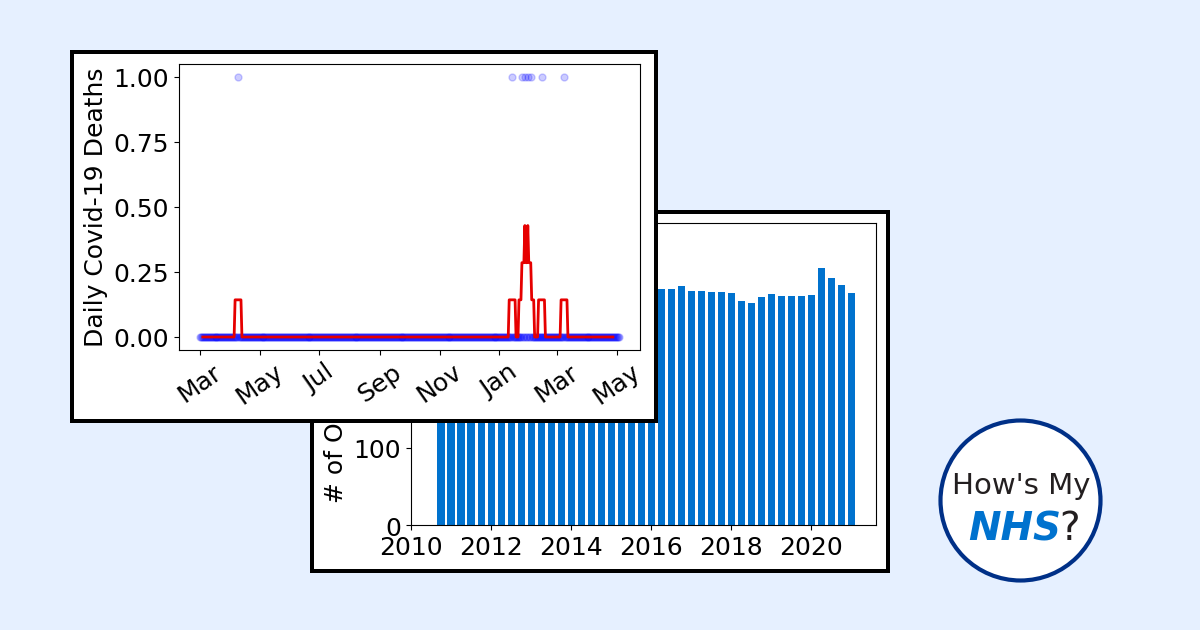 Daily Covid-19 Deaths
1.00
0.75
0.50
0.25
0.00
Mar May Jul Sep Nov Jan Mar May
# of O
100
0
2010 2012 2014 2016 2018 2020
How's My
NHS?